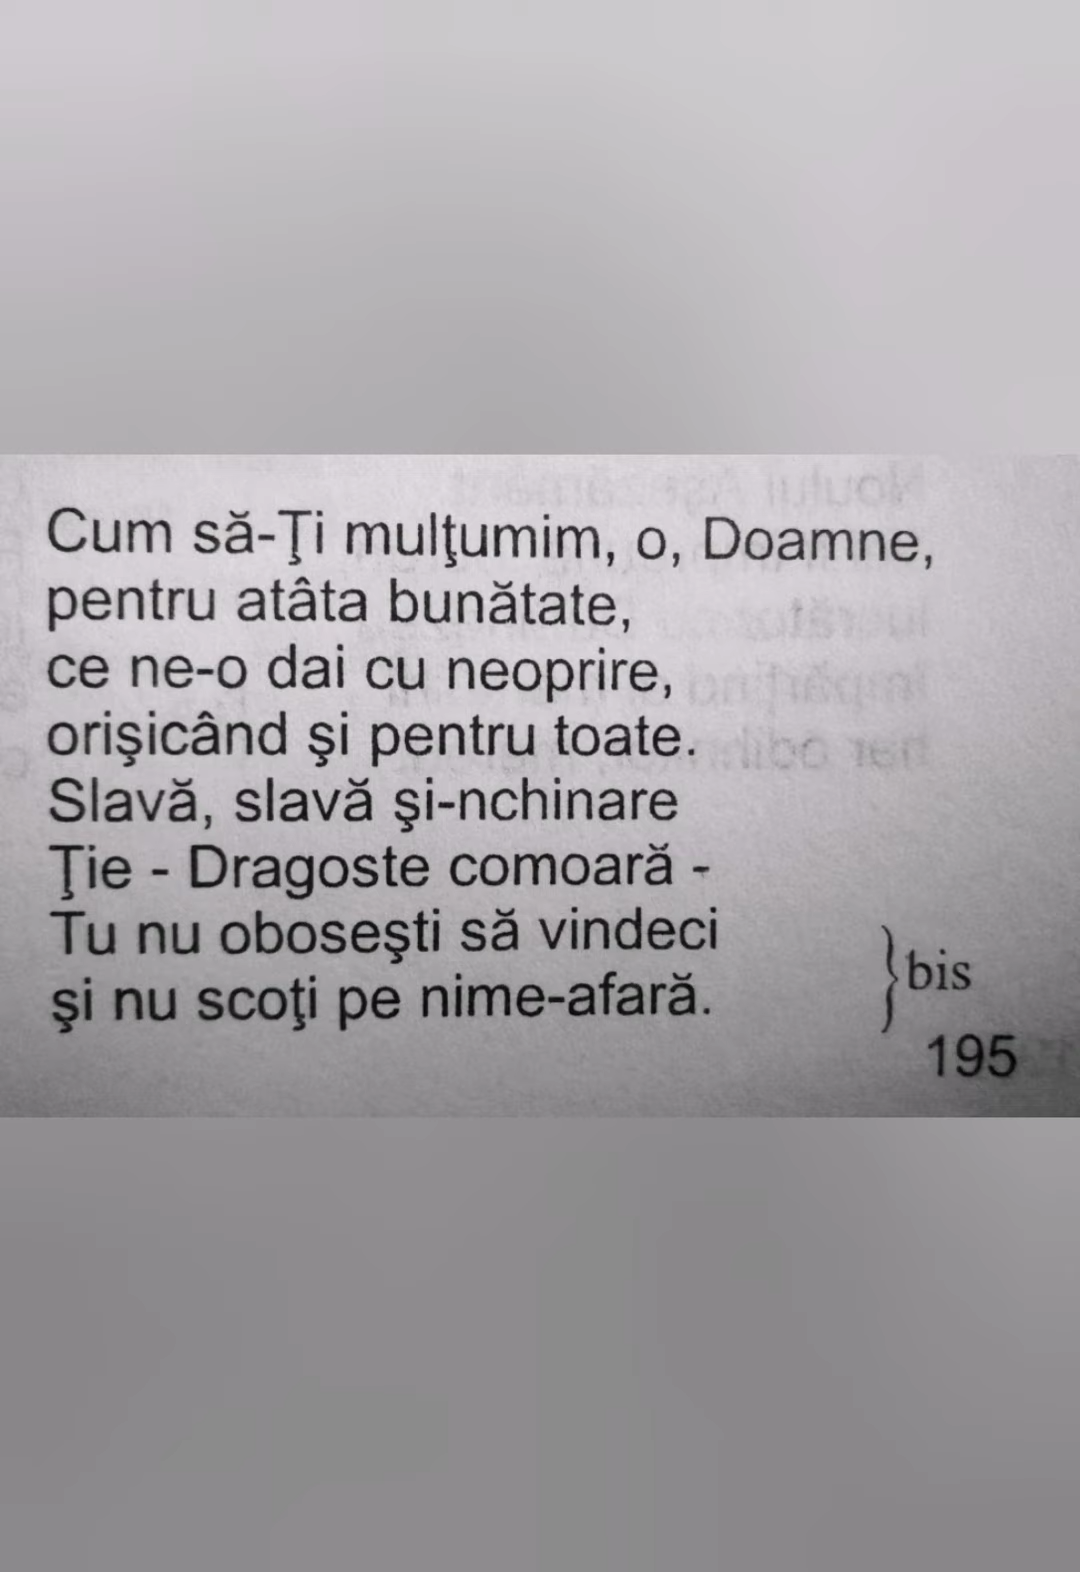 Cum să-Ţi mulţumim, o, Doamne,
pentru atâta bunătate,
ce ne-o dai cu neoprire,
orişicând şi pentru toate.
Slavă, slavă şi-nchinare
Ţie - Dragoste comoară -
Tu nu oboseşti să vindeci
şi nu scoţi pe nime-afară.
bis
195